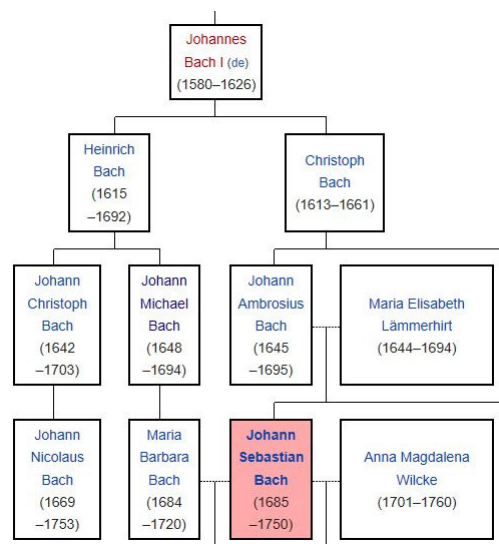 Johannes
Bach I (de)
(1580–1626)
Heinrich
Bach
(1615
–1692)
Christoph
Bach
(1613–1661)
Johann
Christoph
Bach
(1642
–1703)
Johann
Michael
Bach
(1648
–1694)
Johann
Ambrosius
Bach
(1645
–1695)
Maria Elisabeth
Lämmerhirt
(1644–1694)
Johann
Nicolaus
Bach
(1669
–1753)
Maria
Barbara
Bach
(1684
–1720)
Johann
Sebastian
Bach
(1685
–1750)
Anna Magdalena
Wilcke
(1701–1760)